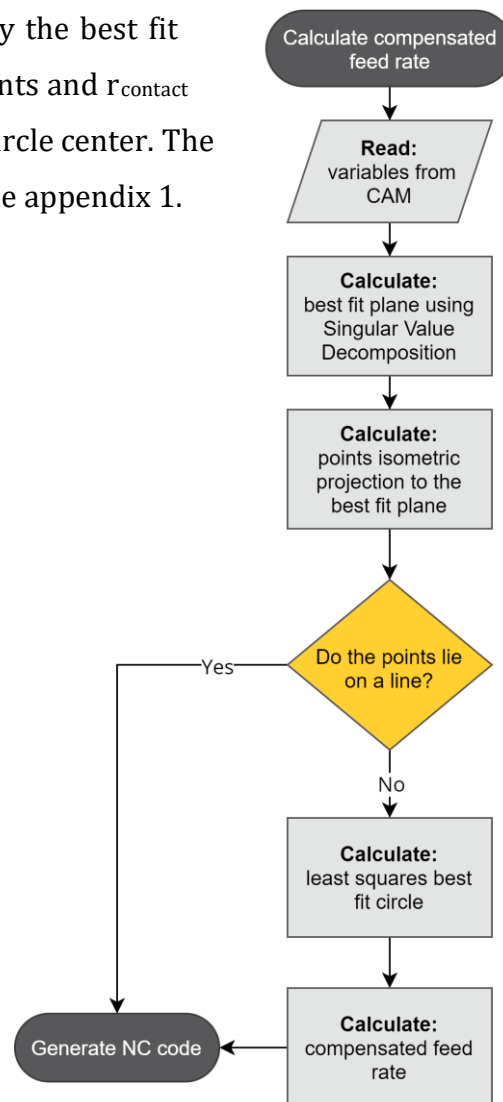 y the best fit
nts and rcontact
ircle center. The
e appendix 1.
Calculate compensated
feed rate
Read:
variables from
CAM
Calculate:
best fit plane using
Singular Value
Decomposition
Calculate:
points isometric
projection to the
best fit plane
Do the points lie
on a line?
Yes
No
Calculate:
least squares best
fit circle
Calculate:
compensated feed
rate
Generate NC code